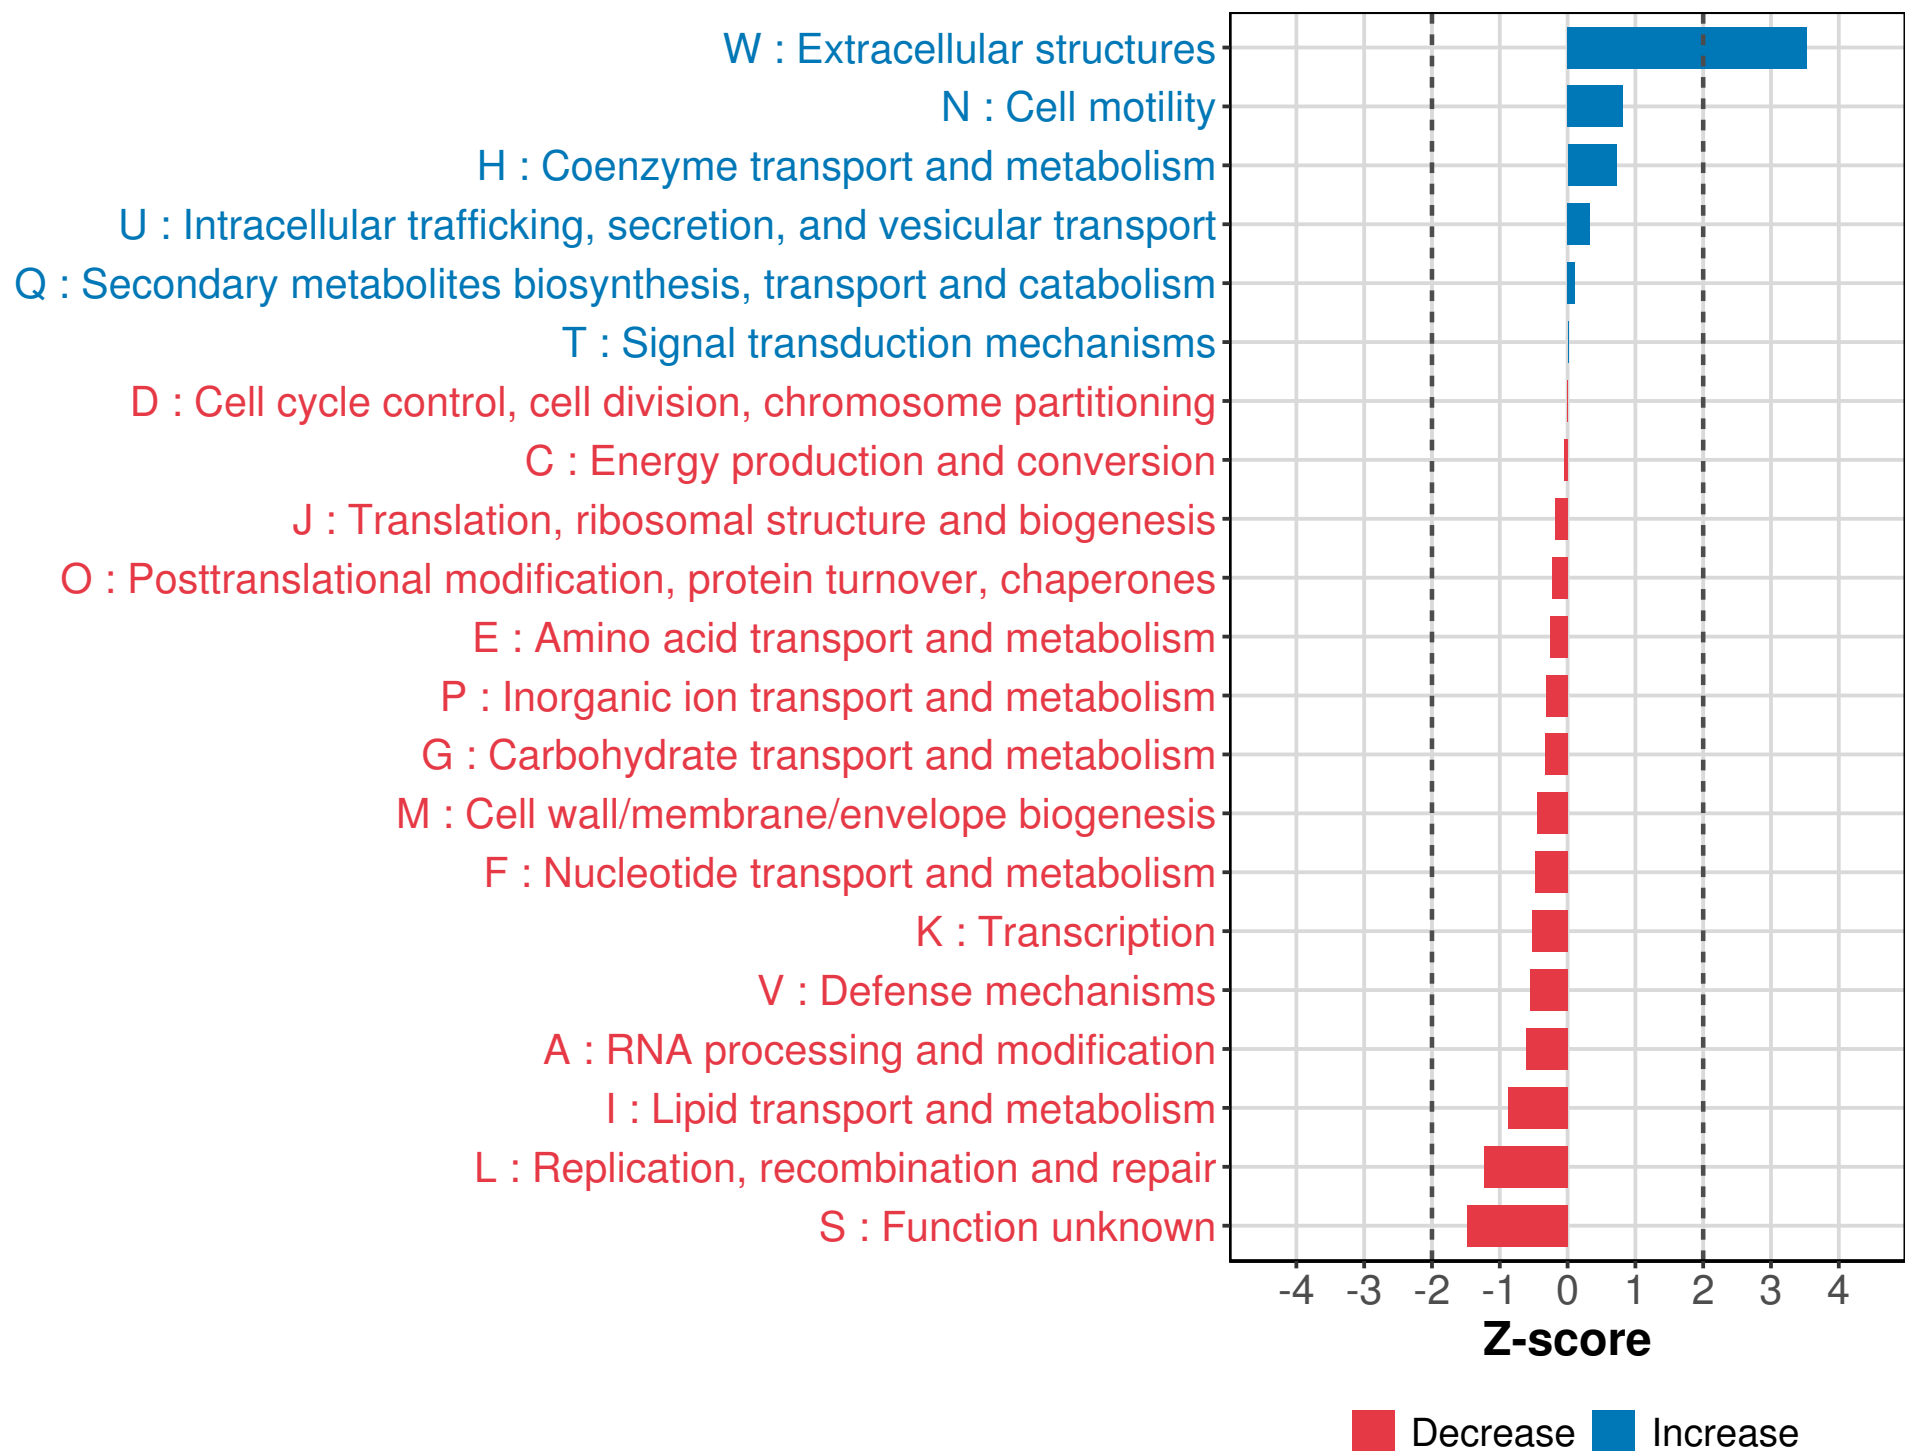 W : Extracellular structures
N : Cell motility
H : Coenzyme transport and metabolism
U : Intracellular trafficking, secretion, and vesicular transport
Q : Secondary metabolites biosynthesis, transport and catabolism
T : Signal transduction mechanisms
D : Cell cycle control, cell division, chromosome partitioning
C : Energy production and conversion
J : Translation, ribosomal structure and biogenesis
O : Posttranslational modification, protein turnover, chaperones
E : Amino acid transport and metabolism
P : Inorganic ion transport and metabolism
G : Carbohydrate transport and metabolism
M : Cell wall/membrane/envelope biogenesis
F : Nucleotide transport and metabolism
K : Transcription
V : Defense mechanisms
A : RNA processing and modification
I : Lipid transport and metabolism
L : Replication, recombination and repair
S : Function unknown
-4 -3 -2 -1 0 1 2 3 4
Z-score
Decrease Increase